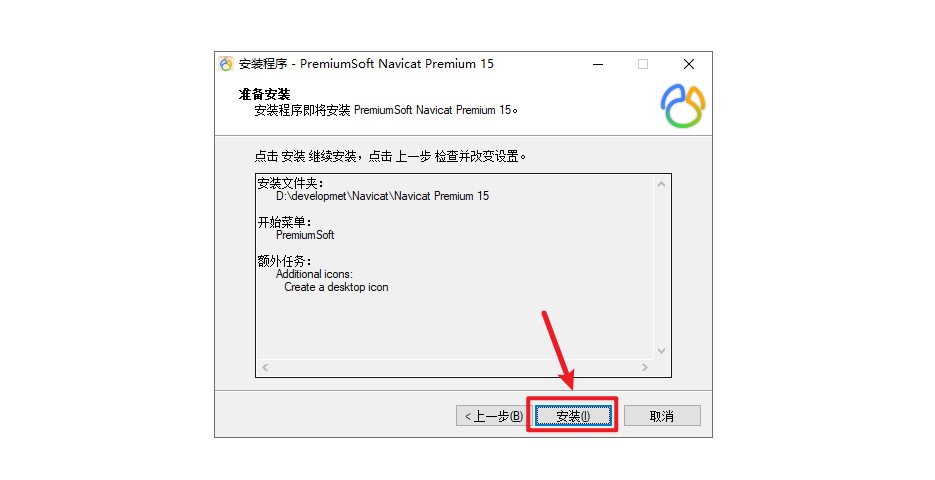 安装程序 - PremiumSoft Navicat Premium 15
准备安装
安装程序即将安装 PremiumSoft Navicat Premium 15。
点击 安装 继续安装，点击 上一步 检查并改变设置。
安装文件夹：
D:\developmet\Navicat\Navicat Premium 15
开始菜单：
PremiumSoft
额外任务：
Additional icons:
Create a desktop icon
< 上一步(B) 安装(I) 取消